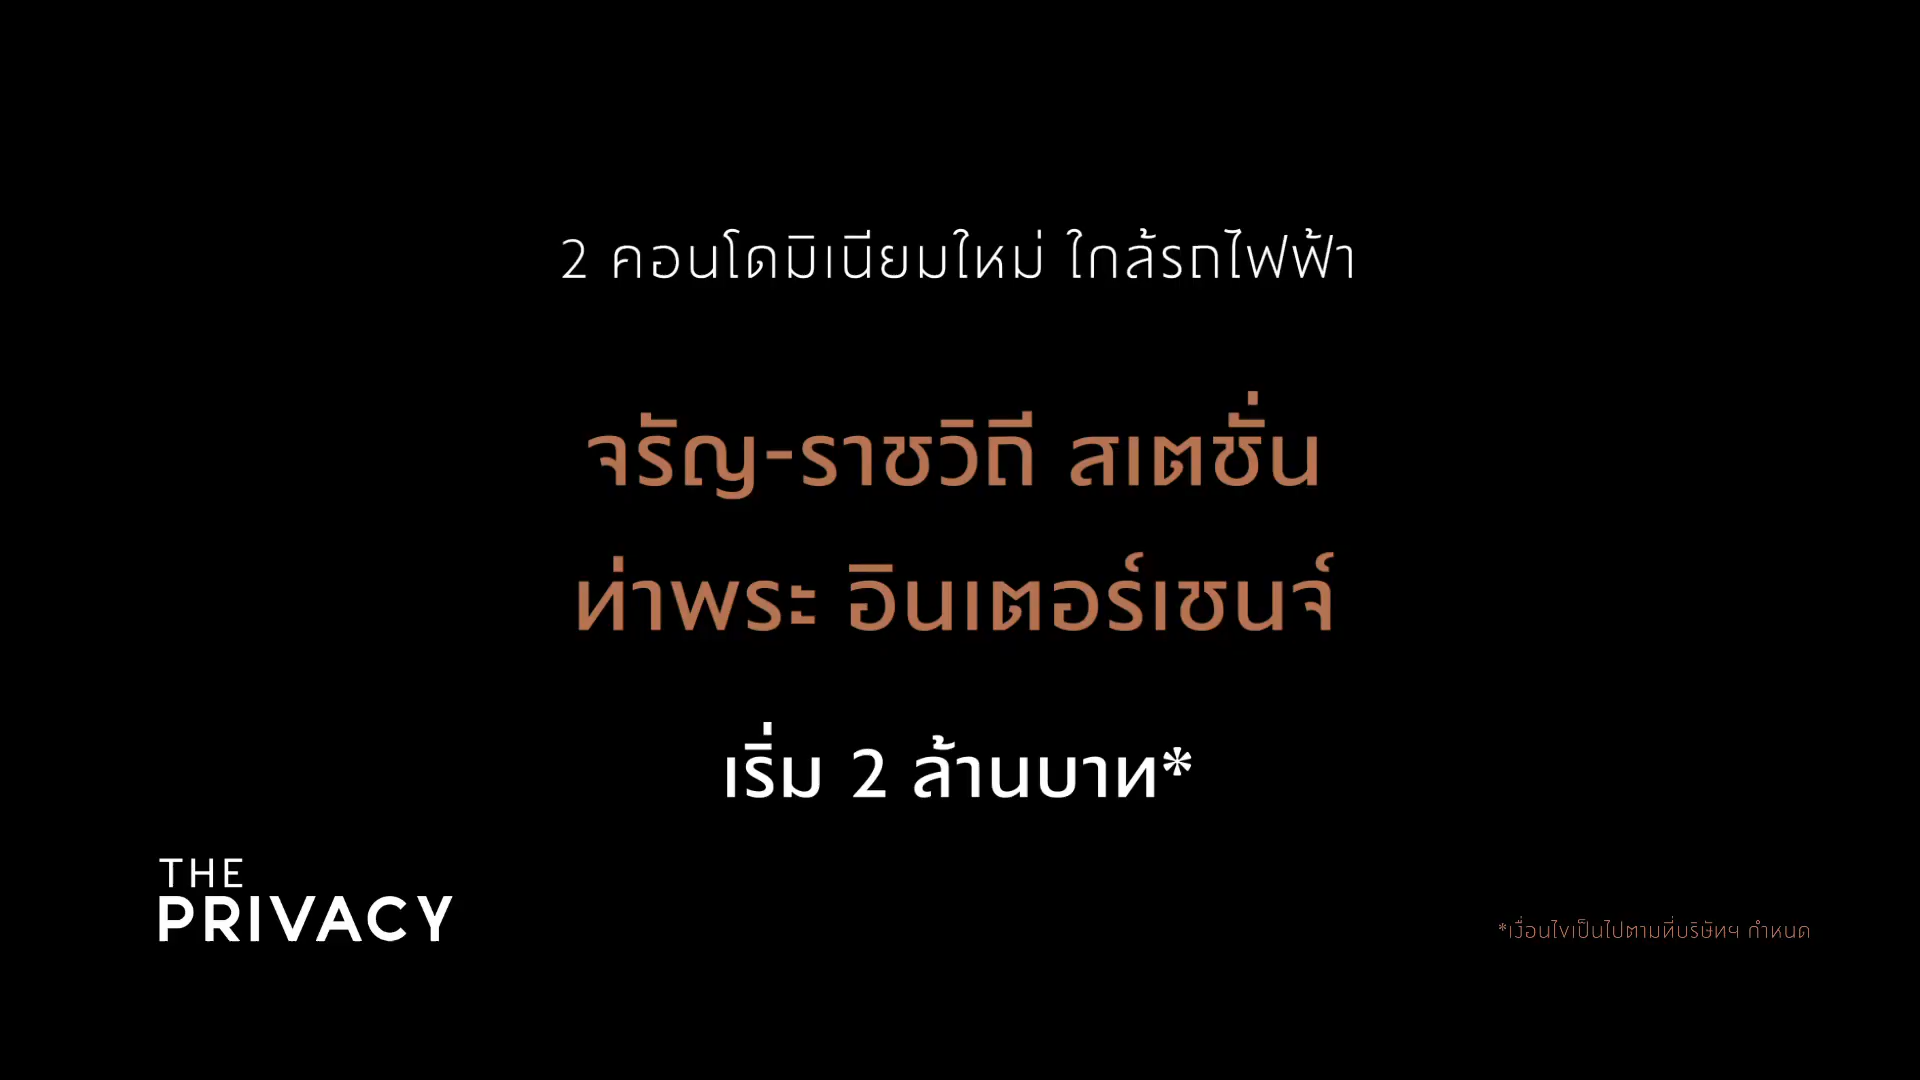 2 คอนโดมิเนียมใหม่ ใกล้รถไฟฟ้า
จรัญ-ราชวิถี สเตชั่น
ท่าพระ อินเตอร์เชนจ์
เริ่ม 2 ล้านบาท*
THE
PRIVACY
*เงื่อนไขเป็นไปตามที่บริษัทฯ กำหนด